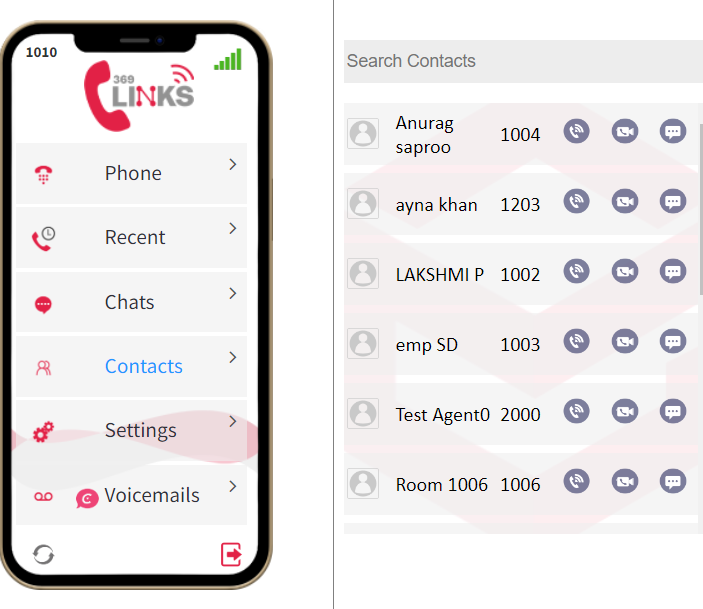 1010
369
LINKS
Phone
Recent
Chats
Contacts
Settings
Voicemails
Search Contacts
Anurag
saproo 1004
ayna khan 1203
LAKSHMI P 1002
emp SD 1003
Test Agent0 2000
Room 1006 1006